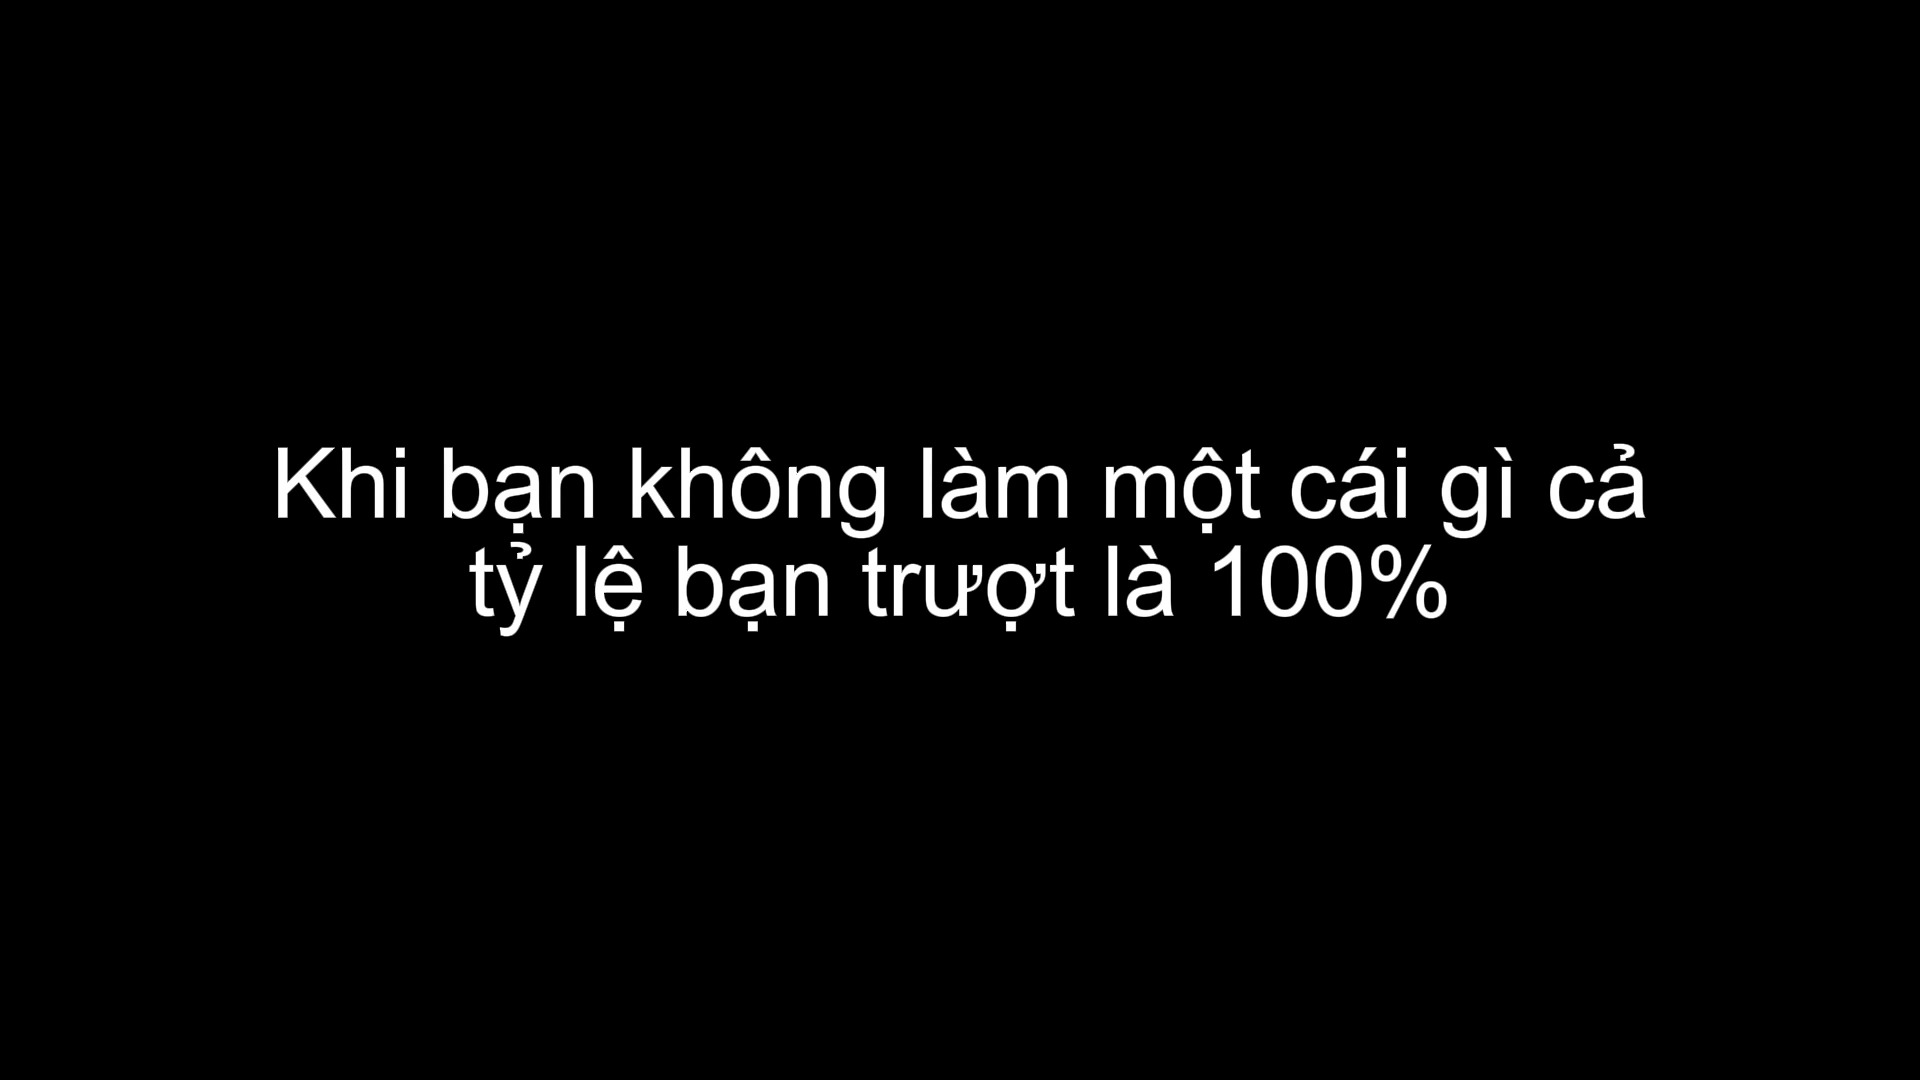 Khi bạn không làm một cái gì cả
tỷ lệ bạn trượt là 100%